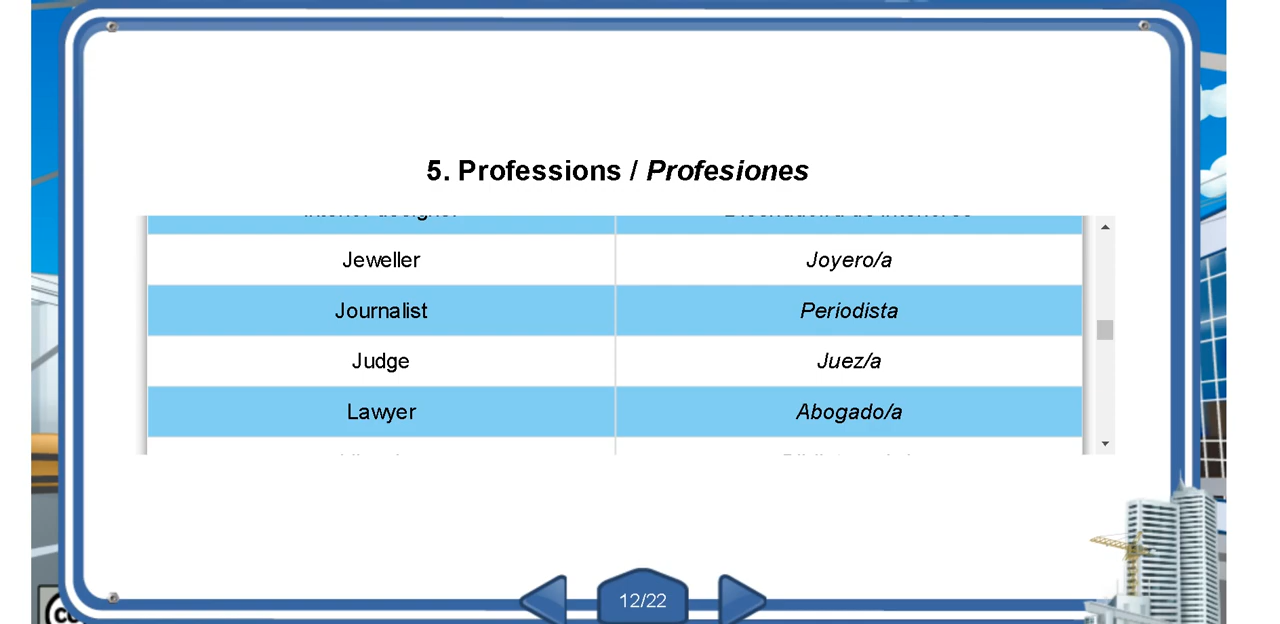 5. Professions / Profesiones
Jeweller Joyero/a
Journalist Periodista
Judge Juez/a
Lawyer Abogado/a
12/22